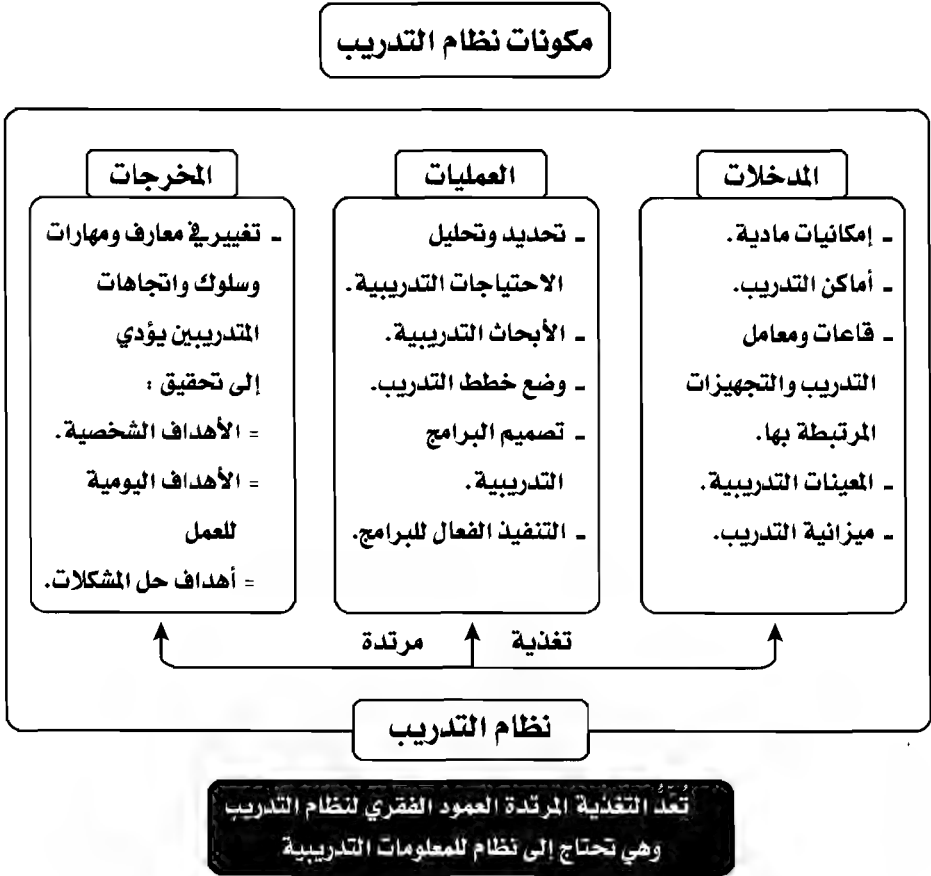 مكونات نظام التدريب
المدخلات
- إمكانيات مادية.
- أماكن التدريب.
- قاعات ومعامل
التدريب والتجهيزات
المرتبطة بها.
- المعينات التدريبية.
- ميزانية التدريب.
العمليات
- تحديد وتحليل
الاحتياجات التدريبية.
- الأبحاث التدريبية.
- وضع خطط التدريب.
- تصميم البرامج
التدريبية.
- التنفيذ الفعال للبرامج.
المخرجات
- تغيير في معارف ومهارات
وسلوك واتجاهات
المتدربين يؤدي
إلى تحقيق :
= الأهداف الشخصية.
= الأهداف اليومية
للعمل
= أهداف حل المشكلات.
تغذية مرتدة
نظام التدريب
تُعَدُّ التغذية المرتدة العمود الفقري لنظام التدريب
وهي تحتاج إلى نظام للمعلومات التدريبية